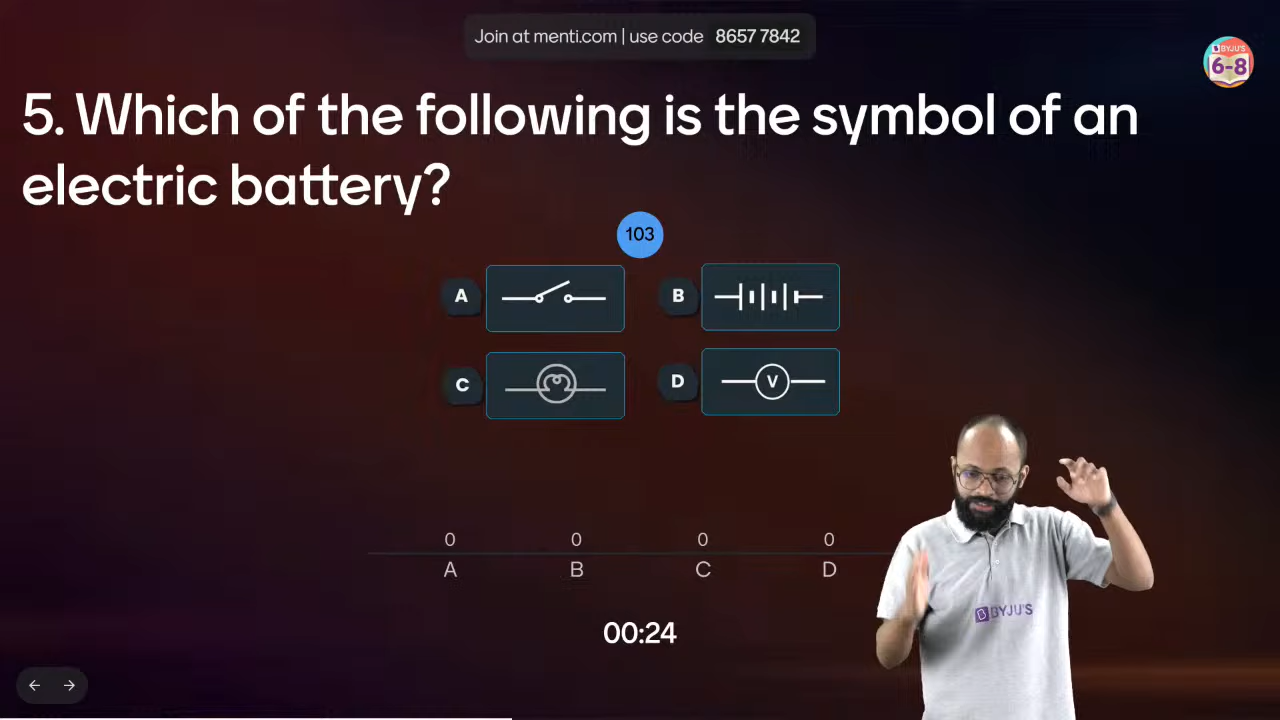 Join at menti.com | use code 8657 7842
BYJU'S
6-8
5. Which of the following is the symbol of an
electric battery?
103
A
B
C
D
V
0 0 0 0
A B C D
BYJU'S
00:24